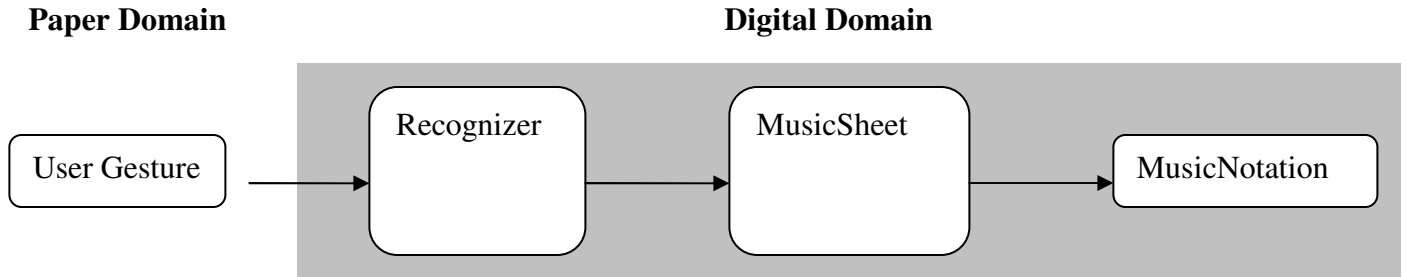 Paper Domain
Digital Domain
Recognizer
MusicSheet
User Gesture
MusicNotation